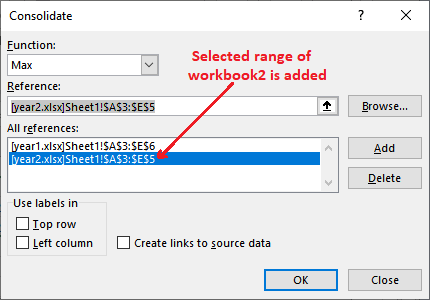 Consolidate
Function:
Max
Selected range of
workbook2 is added
Reference:
[year2.xlsx]Sheet1!$A$3:$E$5
Browse...
All references:
[year1.xlsx]Sheet1!$A$3:$E$6
[year2.xlsx]Sheet1!$A$3:$E$5
Add
Delete
Use labels in
Top row
Left column
Create links to source data
OK
Close